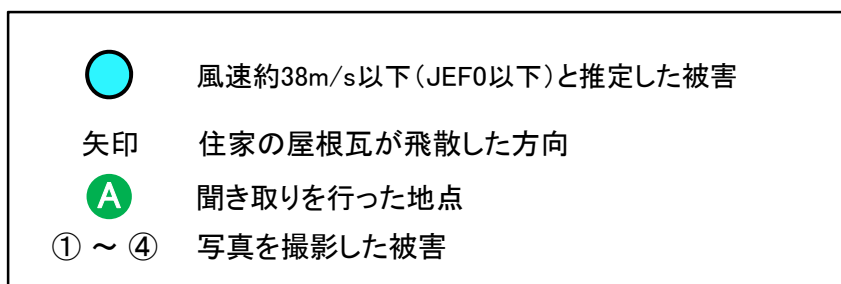 風速約38m/s以下(JEF0以下)と推定した被害
矢印　住家の屋根瓦が飛散した方向
A　聞き取りを行った地点
① ～ ④　写真を撮影した被害